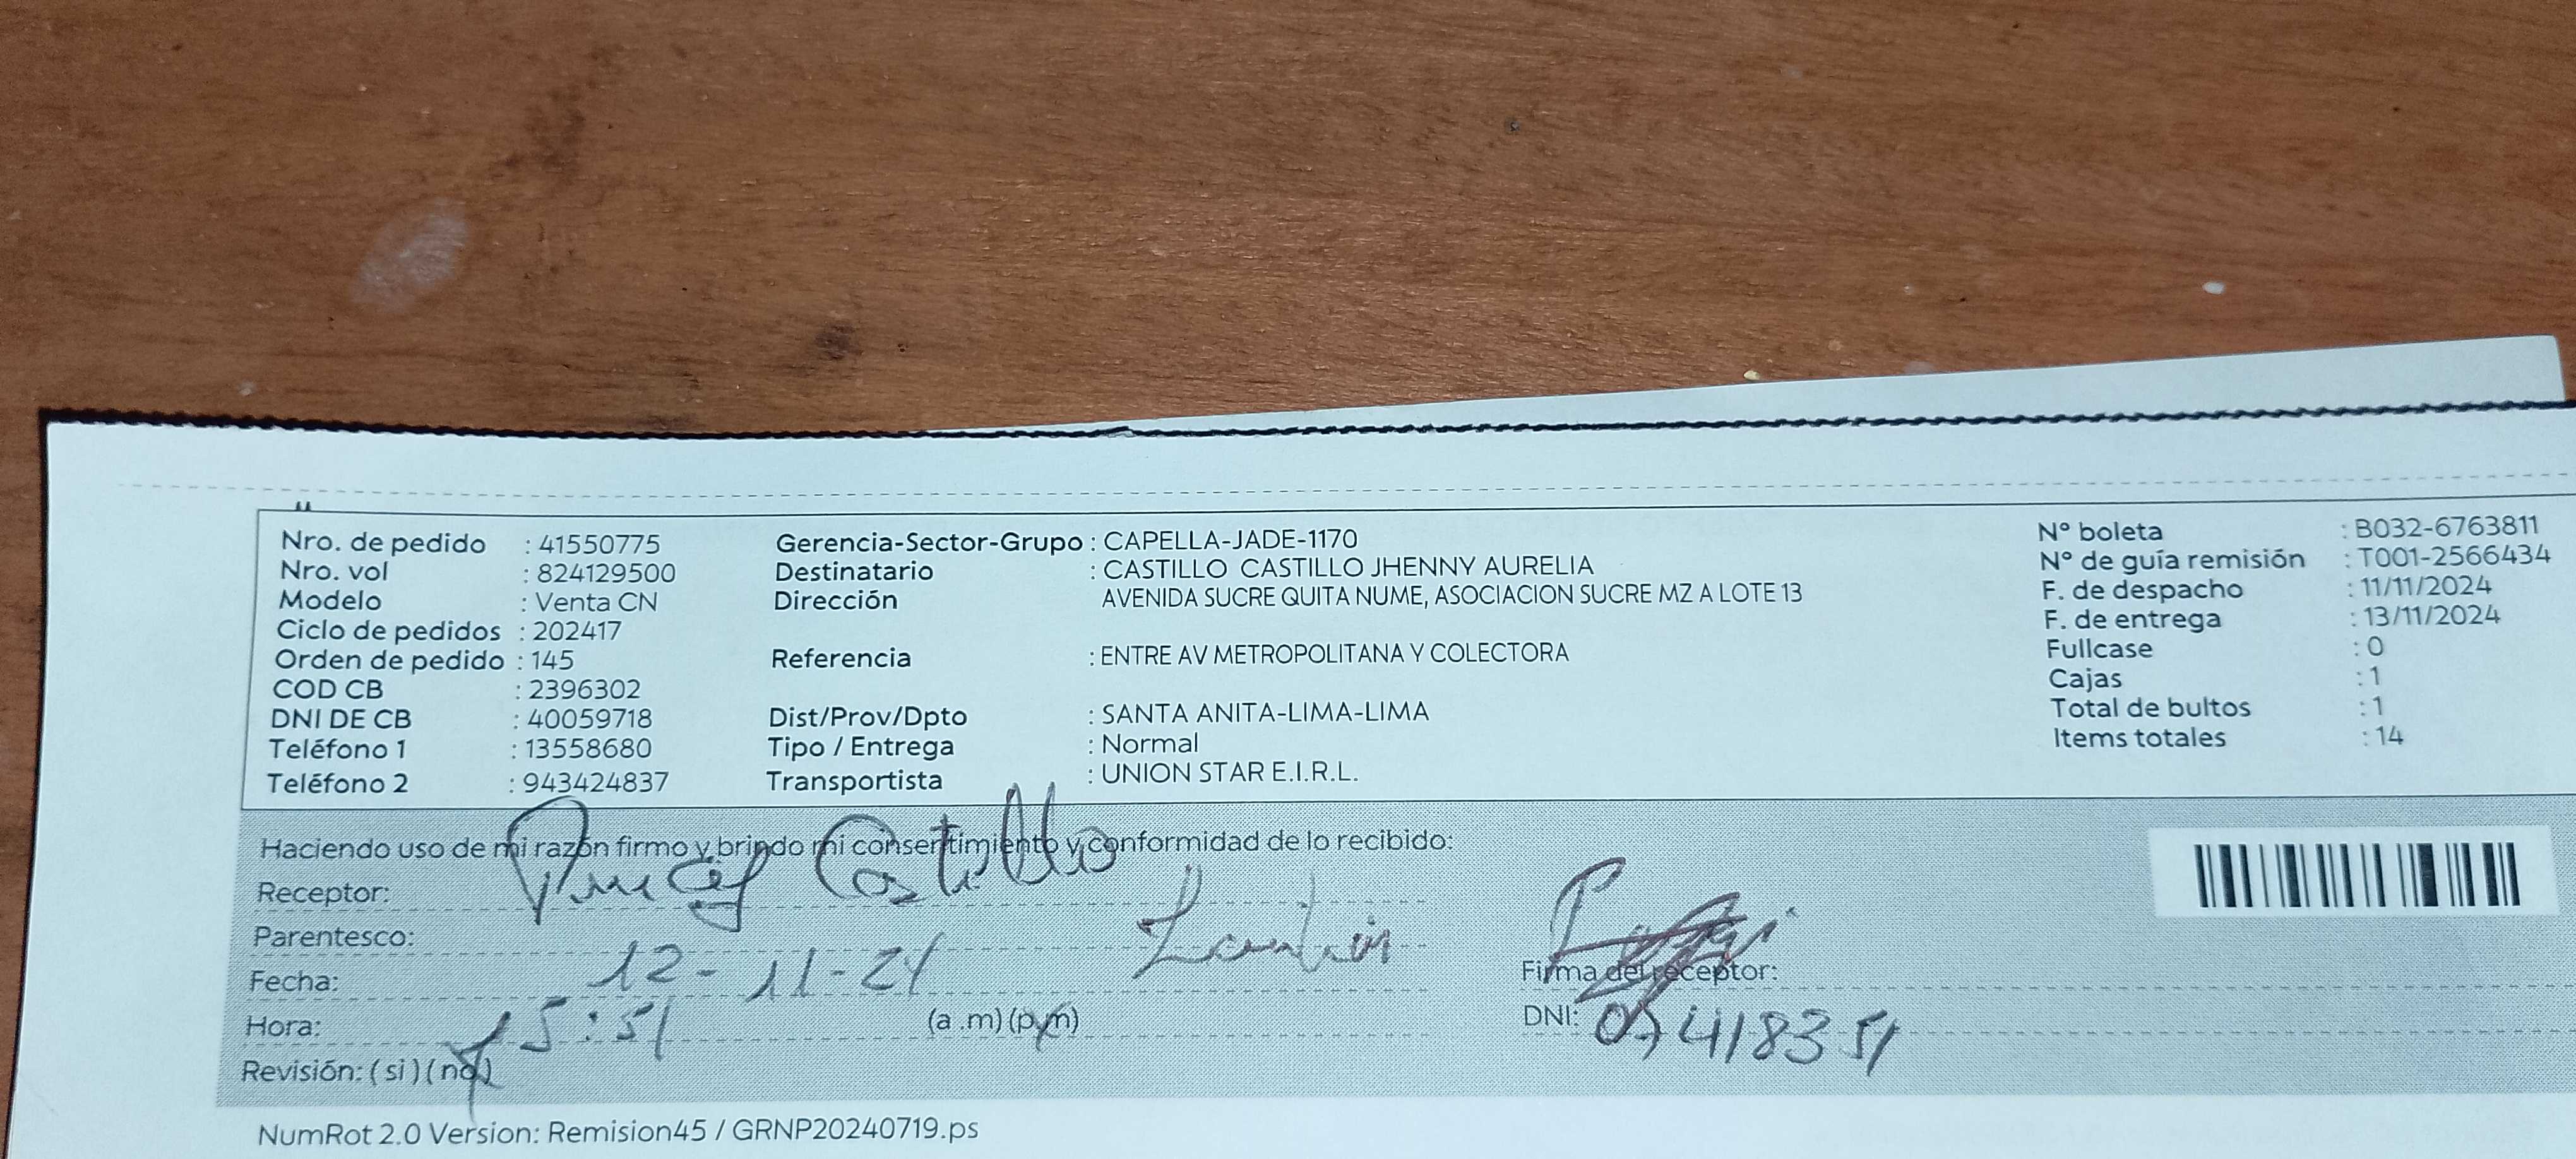 Nro. de pedido : 41550775 Gerencia-Sector-Grupo : CAPELLA-JADE-1170 N° boleta : B032-6763811
Nro. vol : 824129500 Destinatario : CASTILLO CASTILLO JHENNY AURELIA N° de guía remisión : T001-2566434
Modelo : Venta CN Dirección AVENIDA SUCRE QUITA NUME, ASOCIACION SUCRE MZ A LOTE 13 F. de despacho : 11/11/2024
Ciclo de pedidos : 202417 F. de entrega : 13/11/2024
Orden de pedido : 145 Referencia : ENTRE AV METROPOLITANA Y COLECTORA Fullcase : 0
COD CB : 2396302 Cajas : 1
DNI DE CB : 40059718 Dist/Prov/Dpto : SANTA ANITA-LIMA-LIMA Total de bultos : 1
Teléfono 1 : 13558680 Tipo / Entrega : Normal Items totales : 14
Teléfono 2 : 943424837 Transportista : UNION STAR E.I.R.L.
Haciendo uso de mi razón firmo y brindo mi consentimiento y conformidad de lo recibido:
Receptor: Castillo
Parentesco:
Fecha: 12-11-24 Firma del receptor:
Hora: 15:51 (a .m) (p.m) DNI:
Revisión: ( si ) ( no )
NumRot 2.0 Version: Remision45 / GRNP20240719.ps